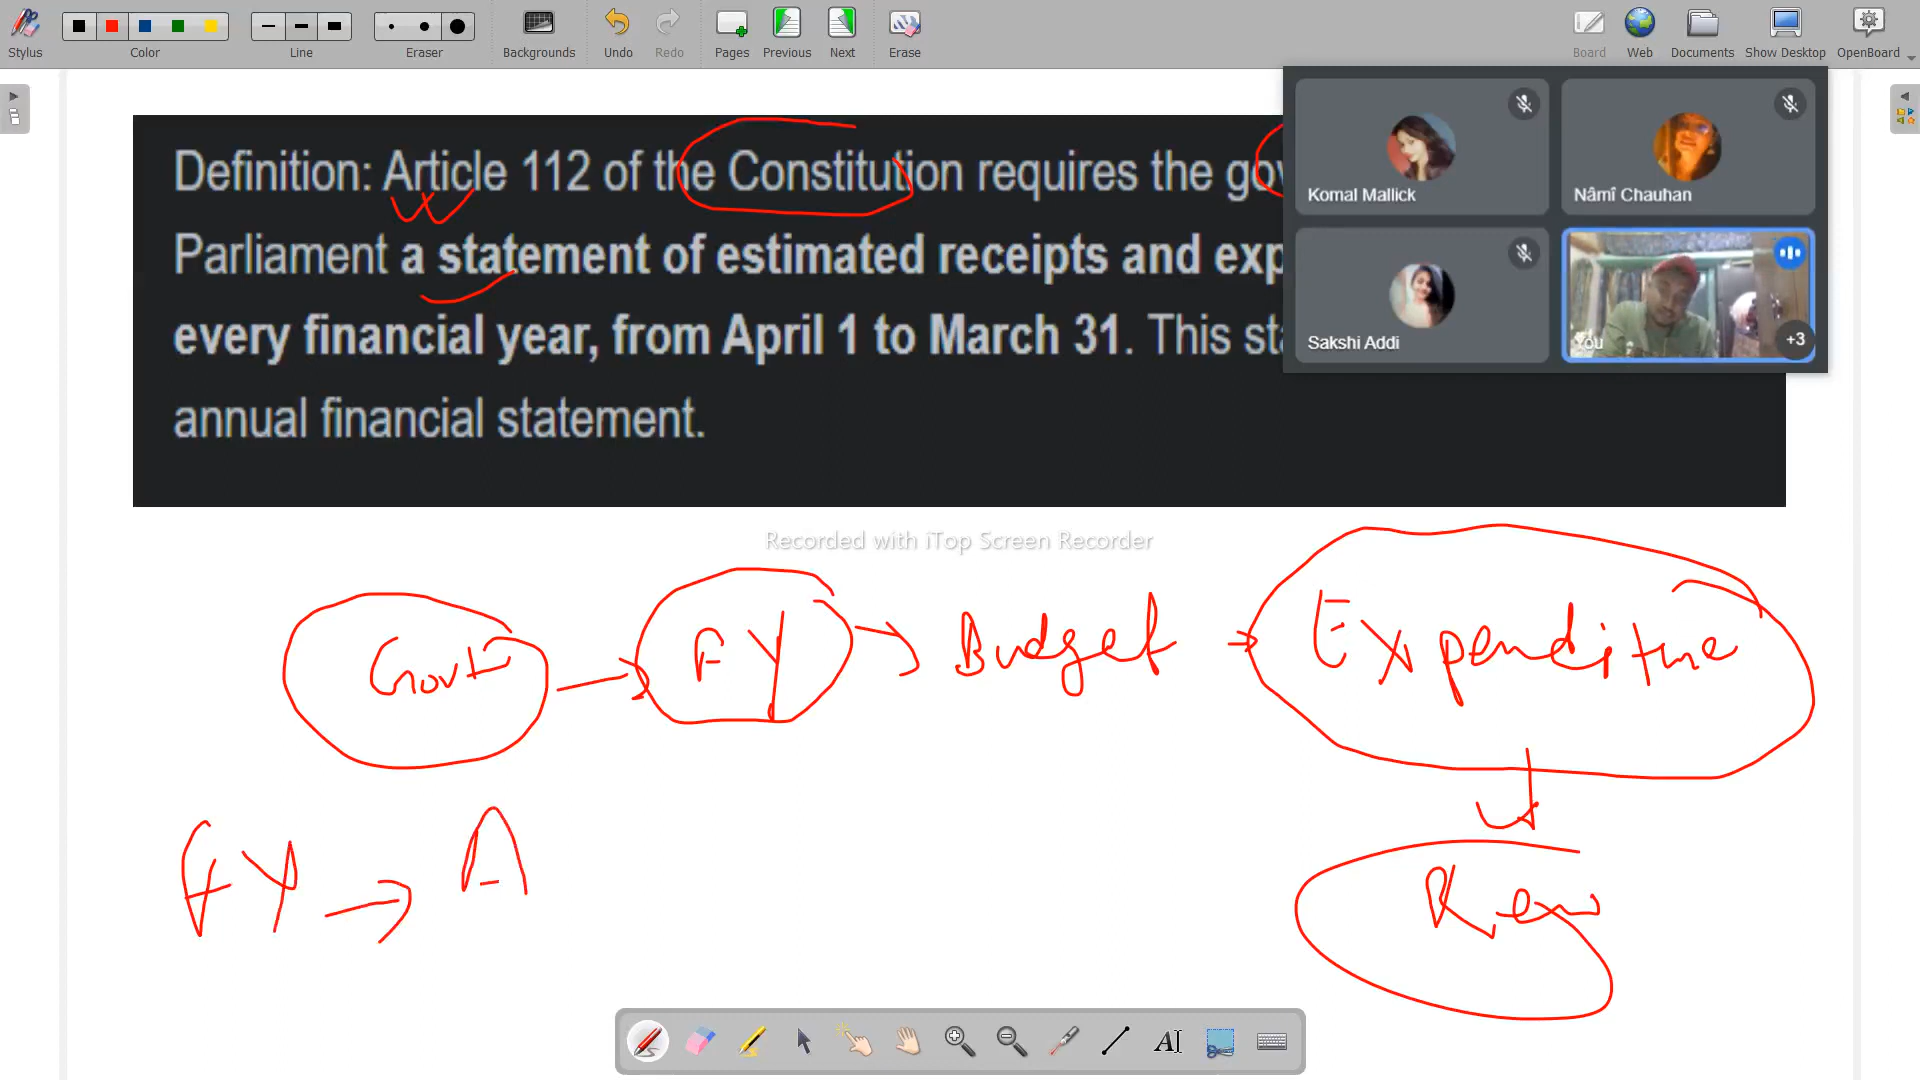 Stylus
Color
Line
Eraser
Backgrounds
Undo
Redo
Pages
Previous
Next
Erase
Board
Web
Documents
Show Desktop
OpenBoard
Definition: Article 112 of the Constitution requires the gov
Parliament a statement of estimated receipts and exp
every financial year, from April 1 to March 31. This sta
annual financial statement.
Komal Mallick
Nâmî Chauhan
Sakshi Addi
You
+3
Recorded with iTop Screen Recorder
Govt
FY
Budget
Expenditure
FY
A
Rev
A